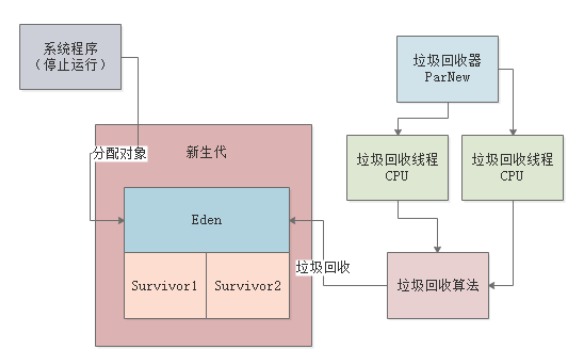 系统程序
(停止运行)
垃圾回收器
ParNew
分配对象
新生代
垃圾回收线程
CPU
垃圾回收线程
CPU
Eden
垃圾回收
Survivor1
Survivor2
垃圾回收算法